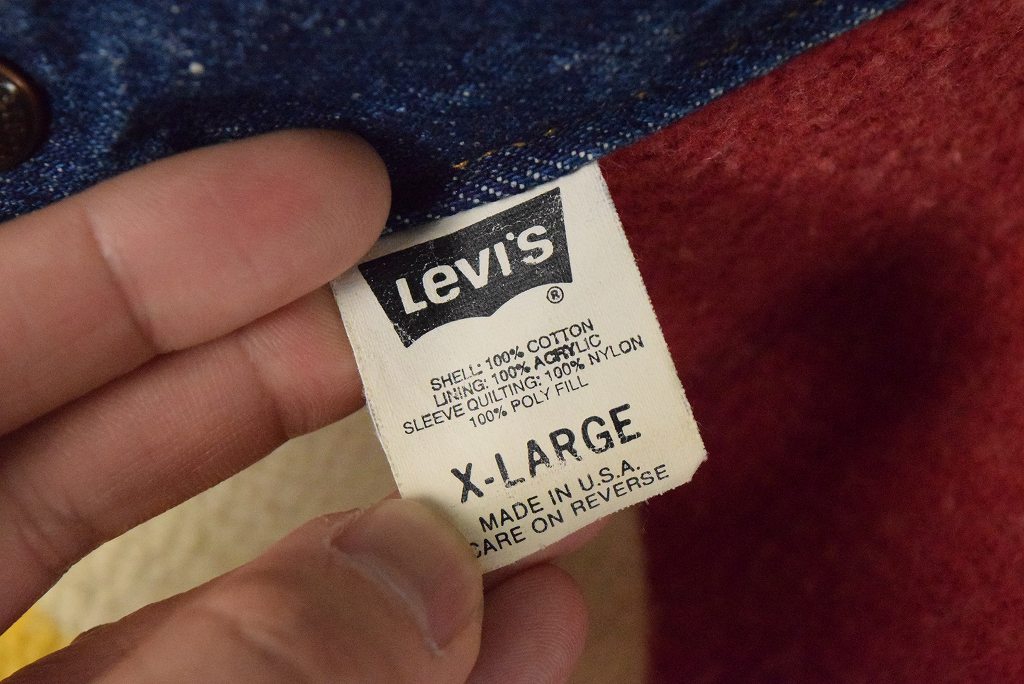 Levi's
®
SHELL: 100% COTTON
LINING: 100% ACRYLIC
SLEEVE QUILTING: 100% NYLON
100% POLY FILL
X-LARGE
MADE IN U.S.A.
CARE ON REVERSE